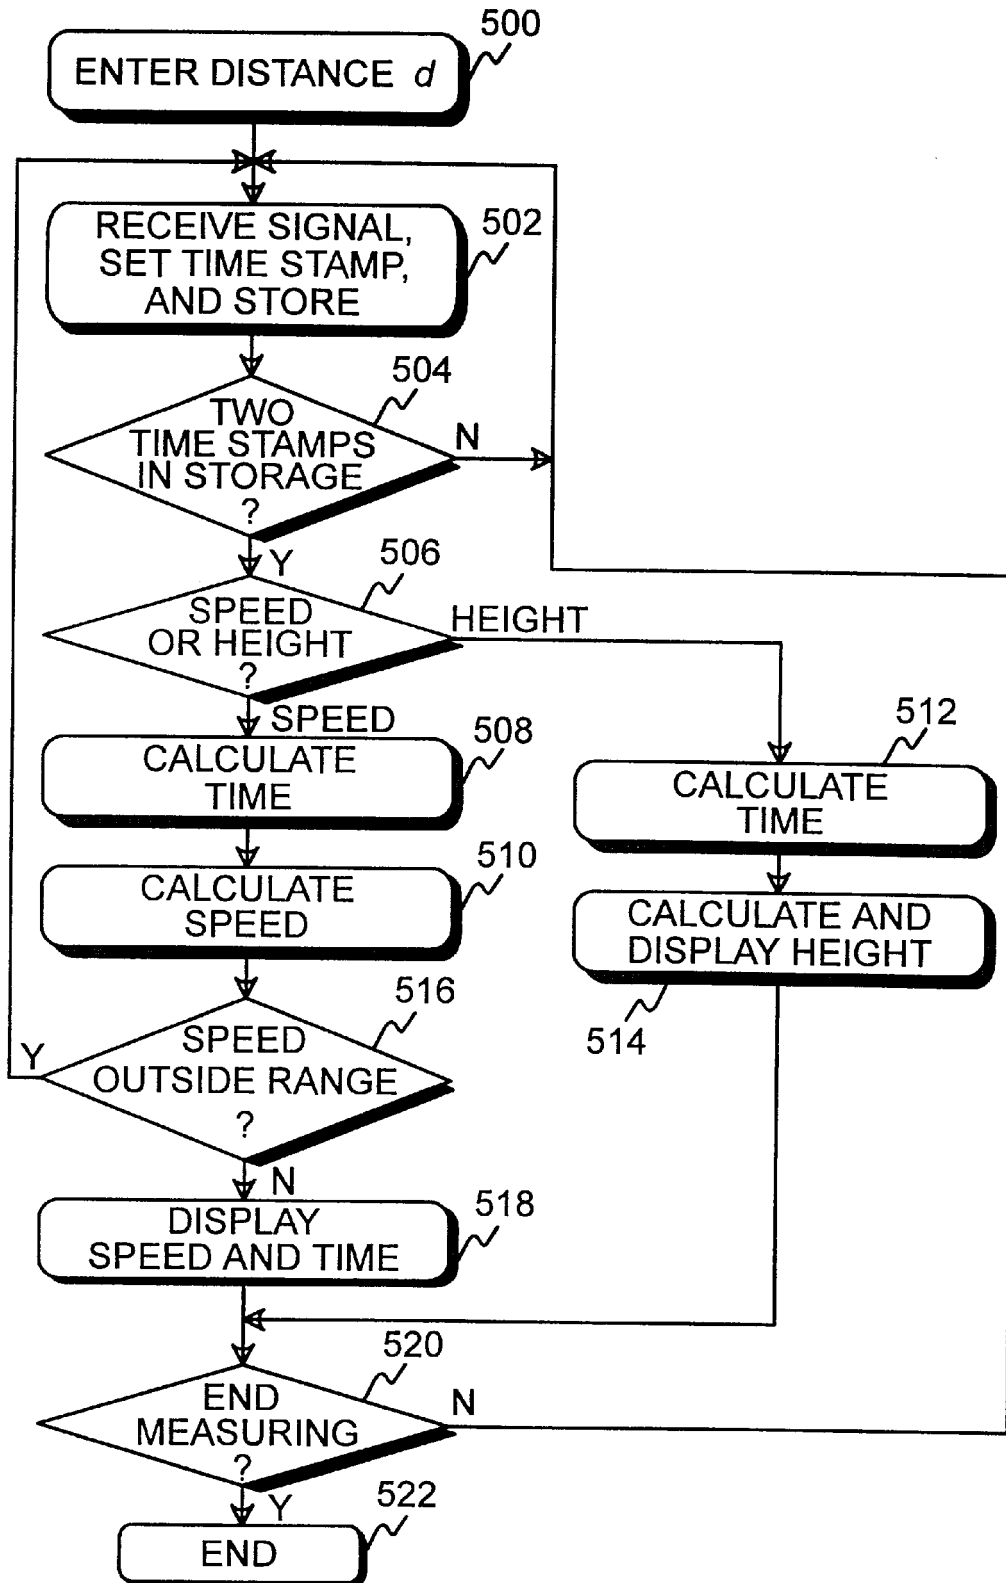 500
ENTER DISTANCE d
RECEIVE SIGNAL,
SET TIME STAMP,
AND STORE
502
504
TWO
TIME STAMPS
IN STORAGE
?
N
Y
506
SPEED
OR HEIGHT
?
HEIGHT
SPEED
508
CALCULATE
TIME
512
CALCULATE
TIME
510
CALCULATE
SPEED
CALCULATE AND
DISPLAY HEIGHT
514
516
SPEED
OUTSIDE RANGE
?
Y
N
518
DISPLAY
SPEED AND TIME
520
END
MEASURING
?
N
Y
522
END